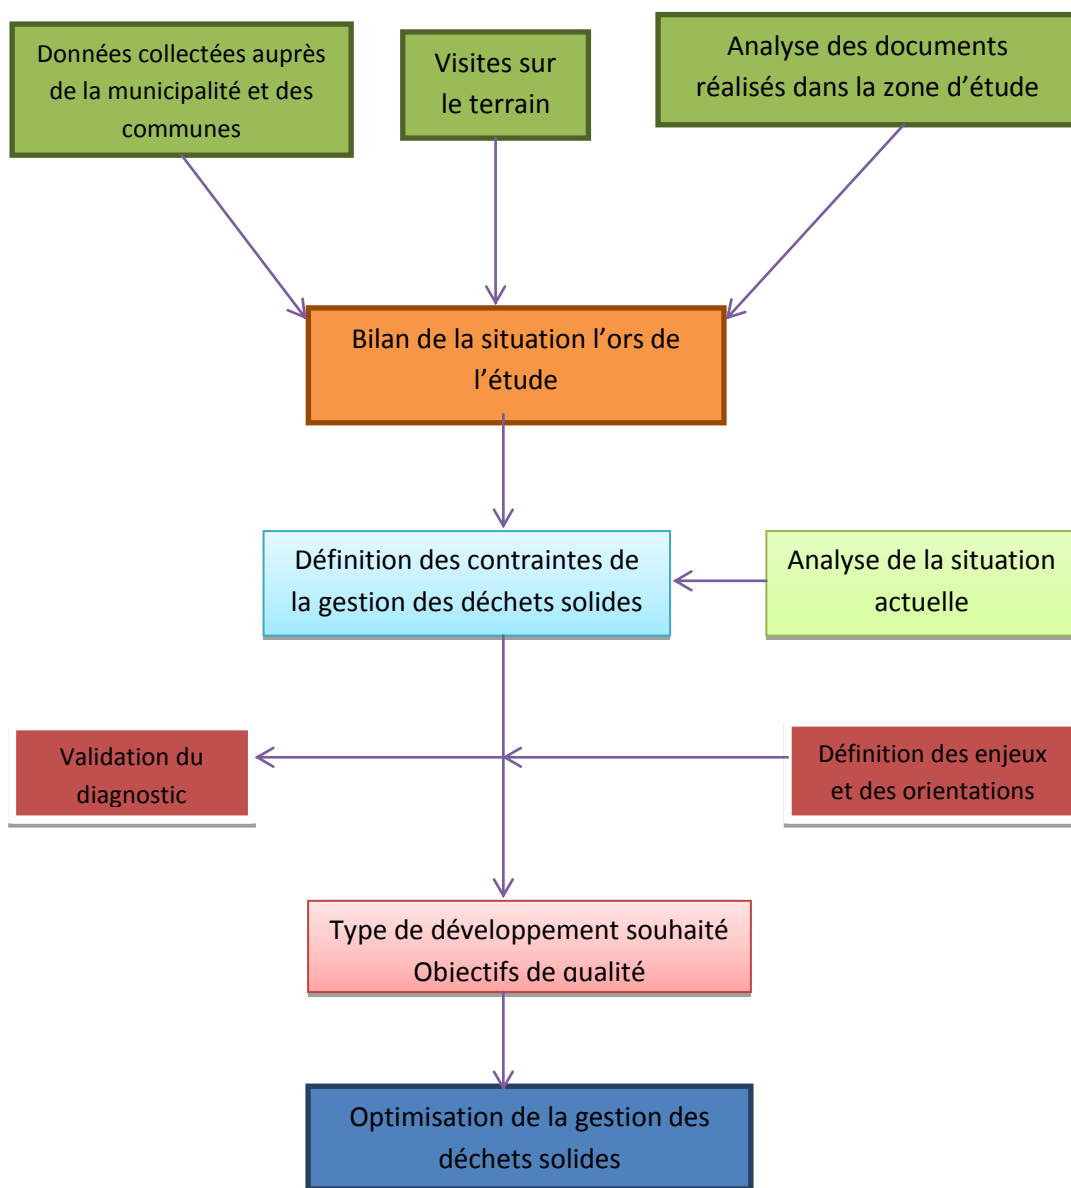 Données collectées auprès
de la municipalité et des
communes
Visites sur
le terrain
Analyse des documents
réalisés dans la zone d’étude
Bilan de la situation l’ors de
l’étude
Définition des contraintes de
la gestion des déchets solides
Analyse de la situation
actuelle
Validation du
diagnostic
Définition des enjeux
et des orientations
Type de développement souhaité
Objectifs de qualité
Optimisation de la gestion des
déchets solides